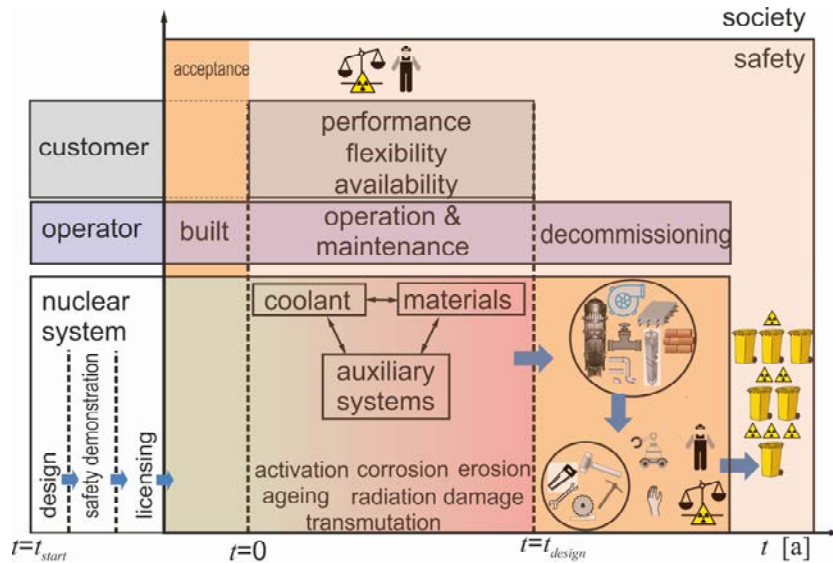 society
safety
acceptance
customer
performance
flexibility
availability
operator
built
operation &
maintenance
decommissioning
nuclear
system
coolant
materials
auxiliary
systems
design
safety demonstration
licensing
activation corrosion erosion
ageing radiation damage
transmutation
t=t_start
t=0
t=t_design
t [a]